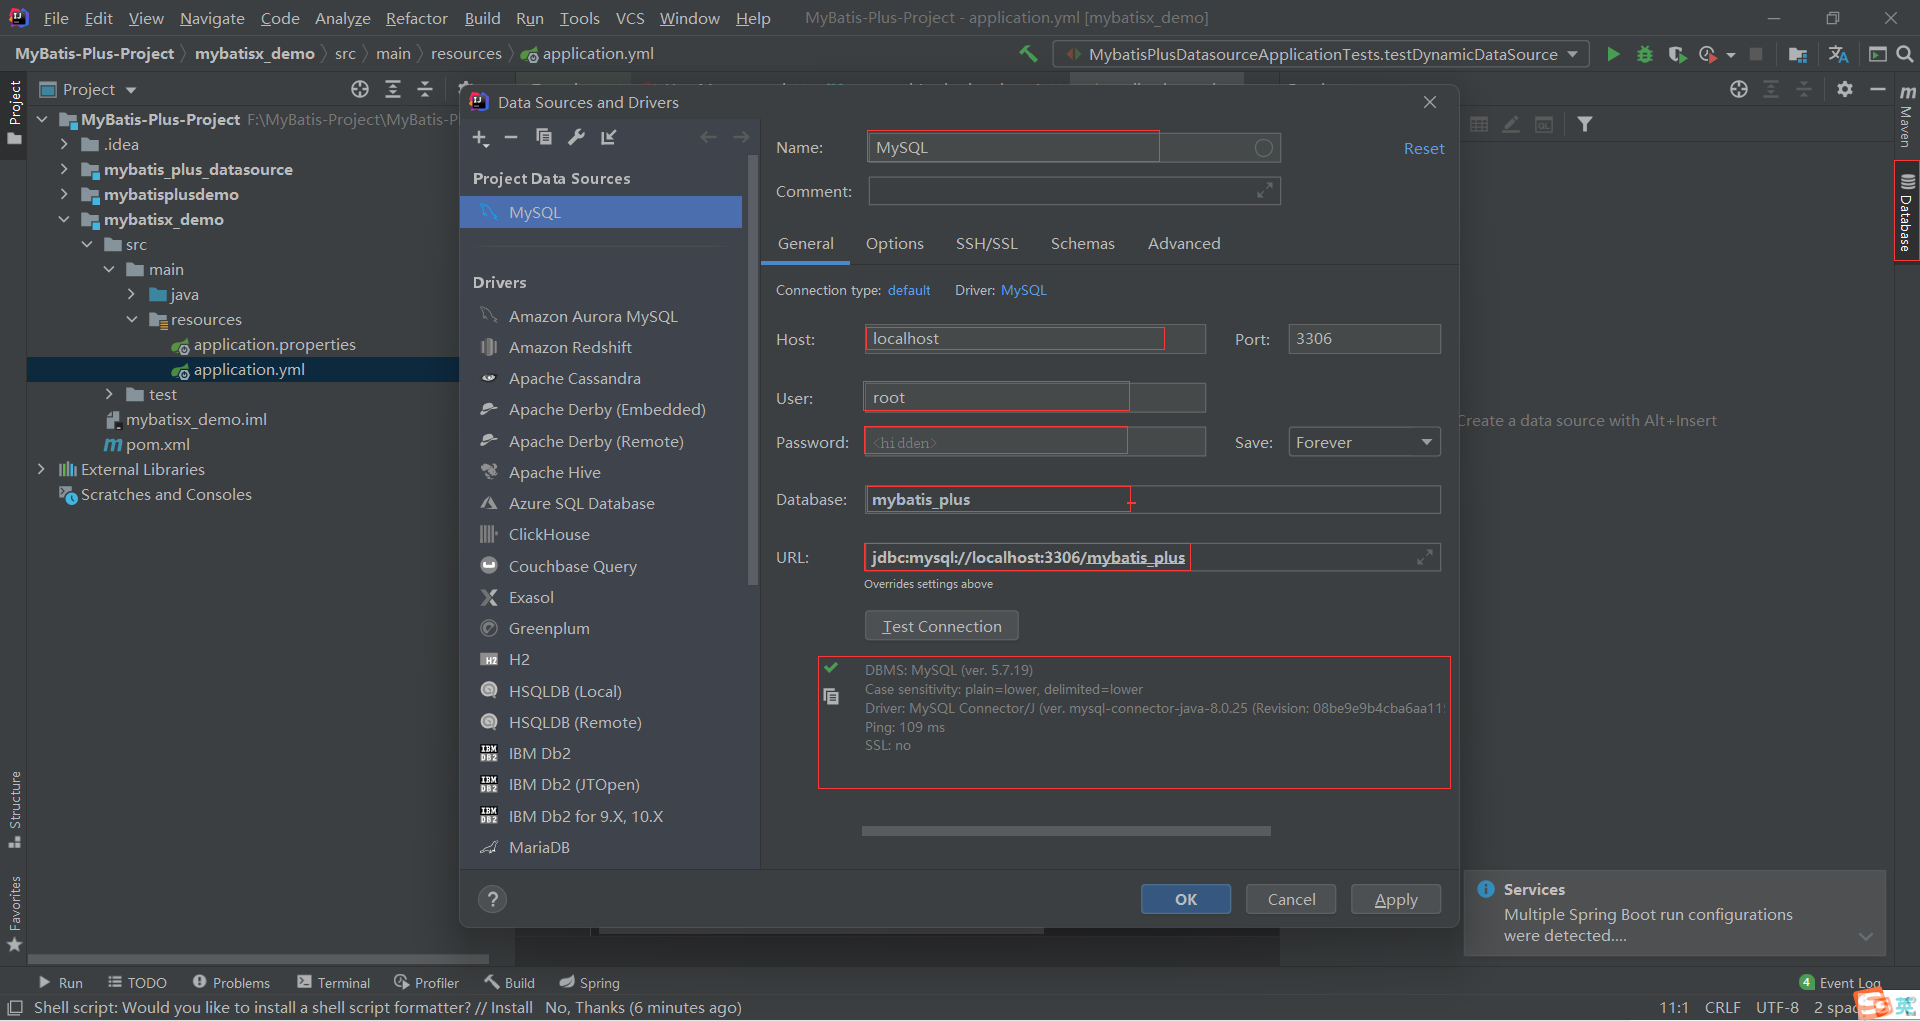 File Edit View Navigate Code Analyze Refactor Build Run Tools VCS Window Help MyBatis-Plus-Project - application.yml [mybatisx_demo]
MyBatis-Plus-Project mybatisx_demo src main resources application.yml MybatisPlusDatasourceApplicationTests.testDynamicDataSource
Project
Project
MyBatis-Plus-Project F:\MyBatis-Project\MyBatis-P
.idea
mybatis_plus_datasource
mybatisplusdemo
mybatisx_demo
src
main
java
resources
application.properties
application.yml
test
mybatisx_demo.iml
pom.xml
External Libraries
Scratches and Consoles
Structure
Favorites
Data Sources and Drivers
Project Data Sources
MySQL
Drivers
Amazon Aurora MySQL
Amazon Redshift
Apache Cassandra
Apache Derby (Embedded)
Apache Derby (Remote)
Apache Hive
Azure SQL Database
ClickHouse
Couchbase Query
Exasol
Greenplum
H2
HSQLDB (Local)
HSQLDB (Remote)
IBM Db2
IBM Db2 (JTOpen)
IBM Db2 for 9.X, 10.X
MariaDB
Name: MySQL Reset
Comment:
General Options SSH/SSL Schemas Advanced
Connection type: default Driver: MySQL
Host: localhost Port: 3306
User: root
Password: <hidden> Save: Forever
Database: mybatis_plus
URL: jdbc:mysql://localhost:3306/mybatis_plus
Overrides settings above
Test Connection
DBMS: MySQL (ver. 5.7.19)
Case sensitivity: plain=lower, delimited=lower
Driver: MySQL Connector/J (ver. mysql-connector-java-8.0.25 (Revision: 08be9e9b4cba6aa11
Ping: 109 ms
SSL: no
? OK Cancel Apply
Create a data source with Alt+Insert
Maven
Database
Services
Multiple Spring Boot run configurations
were detected....
Run TODO Problems Terminal Profiler Build Spring 4 Event Log
Shell script: Would you like to install a shell script formatter? // Install No, Thanks (6 minutes ago) 11:1 CRLF UTF-8 2 spac
英